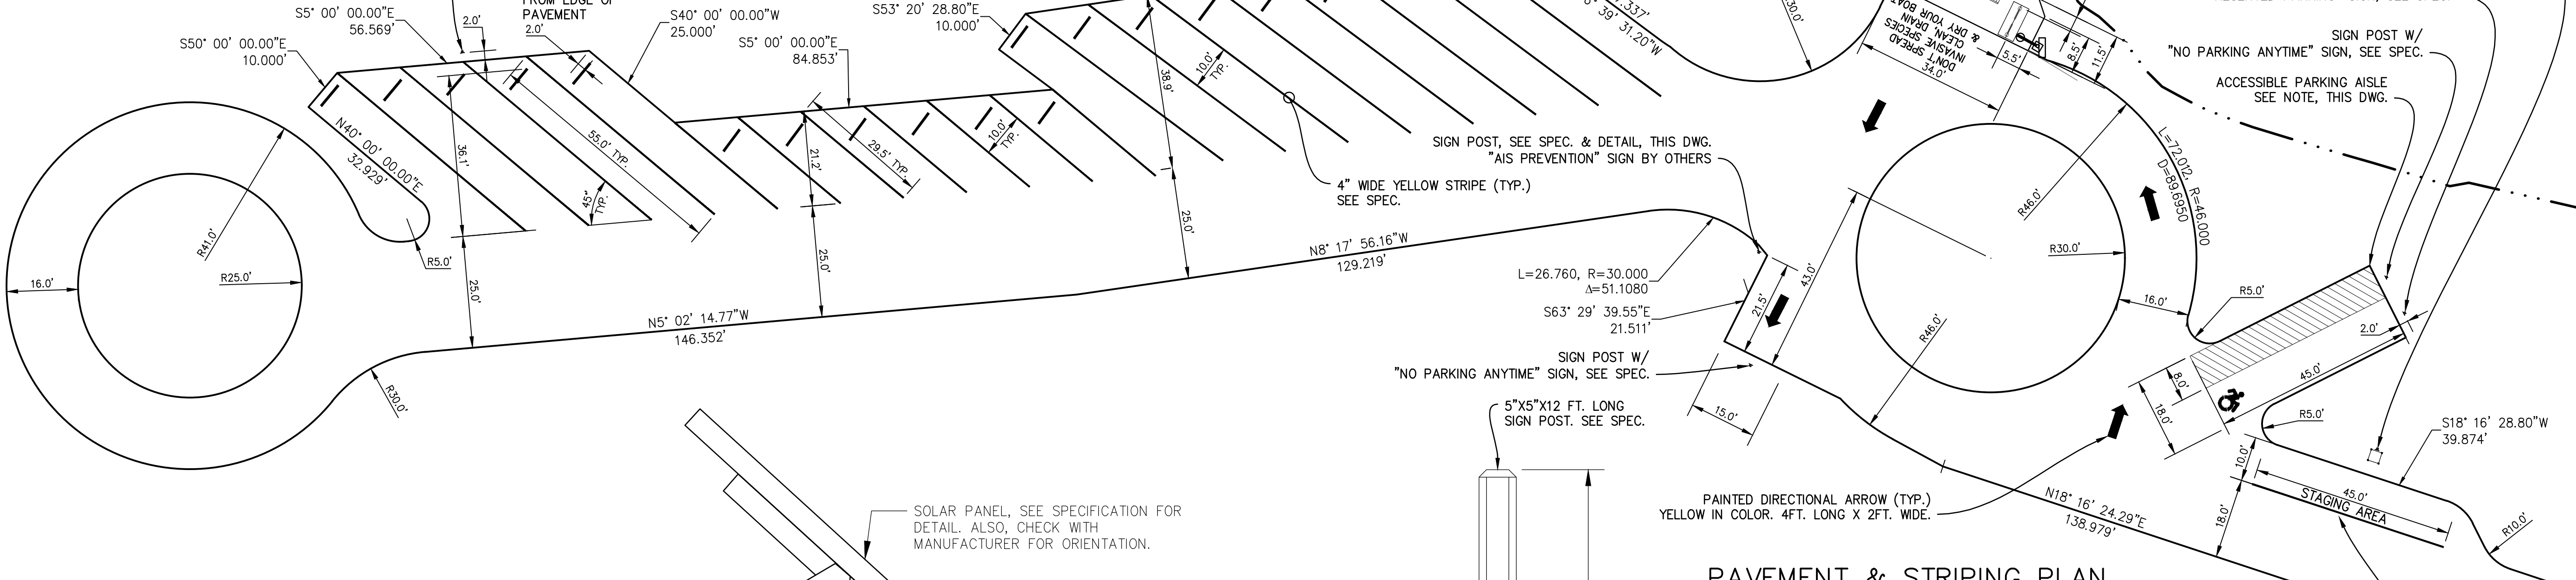 S5° 00' 00.00"E
56.569'
2.0'
PAVEMENT
2.0'
S40° 00' 00.00"W
25.000'
S50° 00' 00.00"E
10.000'
S5° 00' 00.00"E
84.853'
S53° 20' 28.80"E
10.000'
39' 31.20"W
30.0'
DON'T
SPREAD
INVASIVE SPECIES
CLEAN, DRAIN
& DRY YOUR BOAT
34.0'
5.5'
8.5'
11.5'
SIGN POST W/
"NO PARKING ANYTIME" SIGN, SEE SPEC.
ACCESSIBLE PARKING AISLE
SEE NOTE, THIS DWG.
N40° 00' 00.00"E
32.929'
36.1'
55.0' TYP.
45°
TYP.
21.2'
29.5' TYP.
10.0'
TYP.
38.9'
10.0'
TYP.
4" WIDE YELLOW STRIPE (TYP.)
SEE SPEC.
SIGN POST, SEE SPEC. & DETAIL, THIS DWG.
"AIS PREVENTION" SIGN BY OTHERS
R41.0'
R25.0'
16.0'
R5.0'
25.0'
25.0'
25.0'
N5° 02' 14.77"W
146.352'
N8° 17' 56.16"W
129.219'
R30.0'
L=26.760, R=30.000
Δ=51.1080
S63° 29' 39.55"E
21.511'
21.5'
43.0'
SIGN POST W/
"NO PARKING ANYTIME" SIGN, SEE SPEC.
15.0'
R46.0'
R30.0'
R46.0'
L=72.012, R=46.000
D=89.6950
16.0'
R5.0'
2.0'
45.0'
8.0'
18.0'
R5.0'
S18° 16' 28.80"W
39.874'
10.0'
45.0'
STAGING AREA
18.0'
R10.0'
N18° 16' 24.29"E
138.979'
5"X5"X12 FT. LONG
SIGN POST. SEE SPEC.
PAINTED DIRECTIONAL ARROW (TYP.)
YELLOW IN COLOR. 4FT. LONG X 2FT. WIDE.
SOLAR PANEL, SEE SPECIFICATION FOR
DETAIL. ALSO, CHECK WITH
MANUFACTURER FOR ORIENTATION.
PAVEMENT & STRIPING PLAN